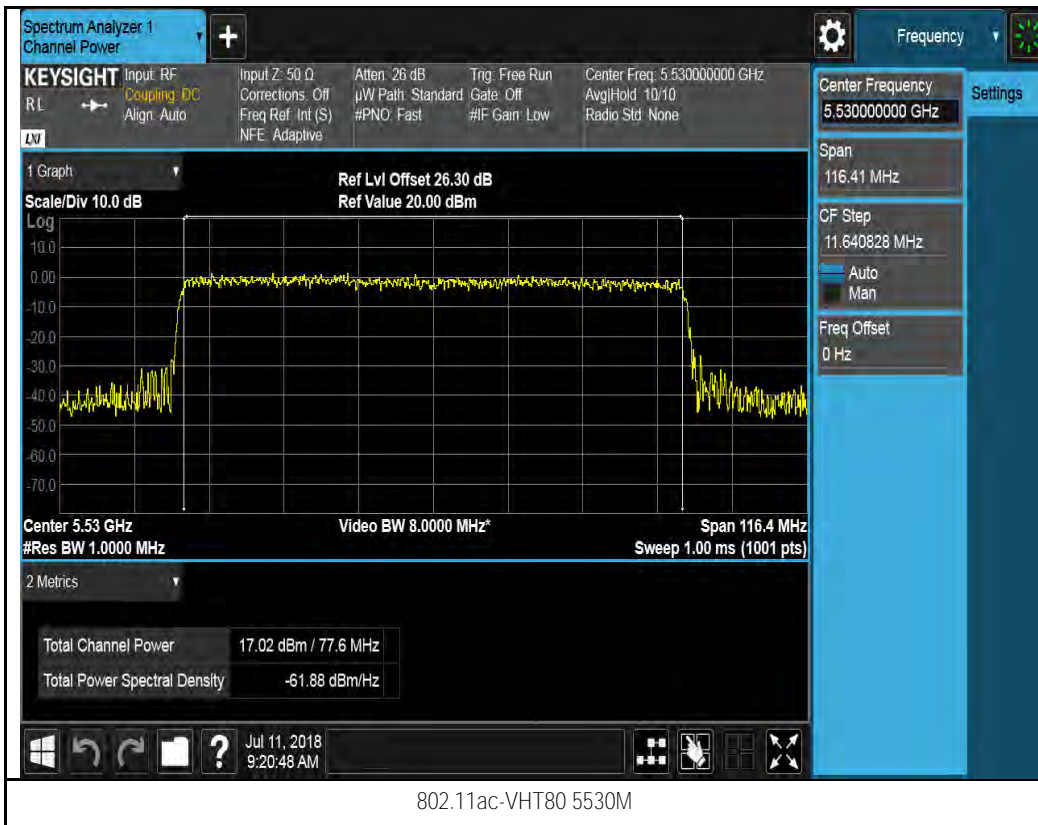 Spectrum Analyzer 1
Channel Power
+
Frequency
KEYSIGHT
RL
LXI
Input: RF
Coupling: DC
Align: Auto
Input Z: 50 Ω
Corrections: Off
Freq Ref: Int (S)
NFE: Adaptive
Atten: 26 dB
µW Path: Standard
#PNO: Fast
Trig: Free Run
Gate: Off
#IF Gain: Low
Center Freq: 5.530000000 GHz
Avg|Hold: 10/10
Radio Std: None
Center Frequency
5.530000000 GHz
Settings
Span
116.41 MHz
CF Step
11.640828 MHz
Auto
Man
Freq Offset
0 Hz
1 Graph
Scale/Div 10.0 dB
Ref Lvl Offset 26.30 dB
Ref Value 20.00 dBm
Log
10.0
0.00
-10.0
-20.0
-30.0
-40.0
-50.0
-60.0
-70.0
Center 5.53 GHz
#Res BW 1.0000 MHz
Video BW 8.0000 MHz*
Span 116.4 MHz
Sweep 1.00 ms (1001 pts)
2 Metrics
Total Channel Power 17.02 dBm / 77.6 MHz
Total Power Spectral Density -61.88 dBm/Hz
?
Jul 11, 2018
9:20:48 AM
802.11ac-VHT80 5530M